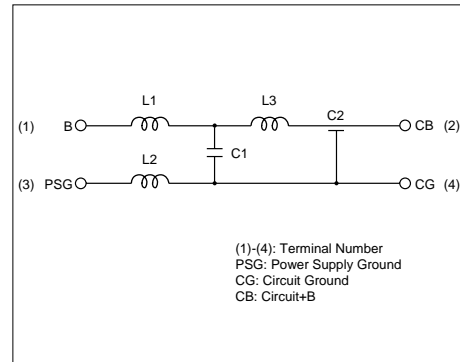 L1 L3
C2
(1) B CB (2)
L2 C1
(3) PSG CG (4)
(1)-(4): Terminal Number
PSG: Power Supply Ground
CG: Circuit Ground
CB: Circuit+B